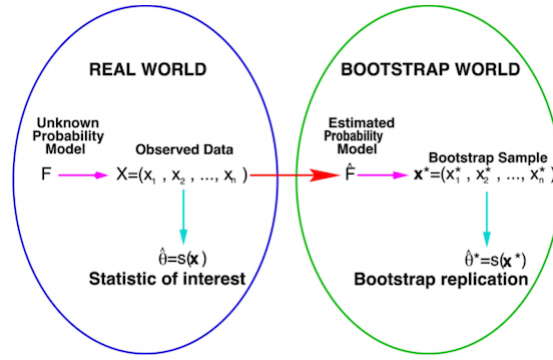 REAL WORLD
Unknown
Probability
Model
Observed Data
F
X=(x₁ , x₂ , ..., xₙ )
θ̂=s(x)
Statistic of interest
BOOTSTRAP WORLD
Estimated
Probability
Model
Bootstrap Sample
F̂
x*=(x₁* , x₂* , ..., xₙ* )
θ̂*=s(x*)
Bootstrap replication